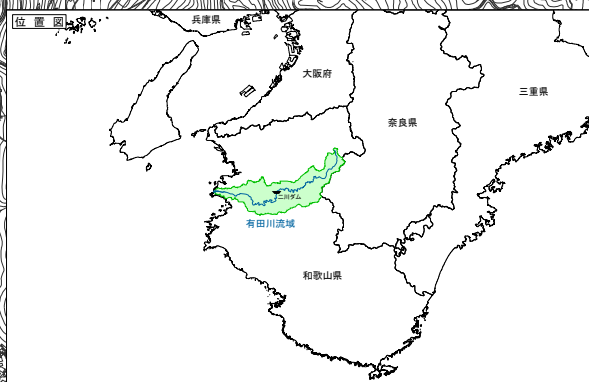 位置図
兵庫県
大阪府
三重県
奈良県
二川ダム
有田川流域
和歌山県